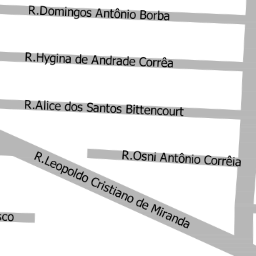 R.Domingos Antônio Borba
R.Hygina de Andrade Corrêa
R.Alice dos Santos Bittencourt
R.Osni Antônio Corrêia
R.Leopoldo Cristiano de Miranda
sco